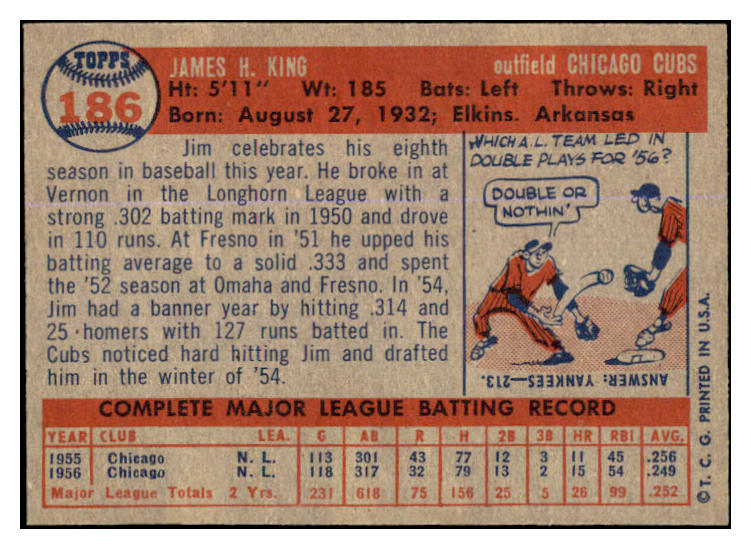 TOPPS
186
JAMES H. KING outfield CHICAGO CUBS
Ht: 5'11" Wt: 185 Bats: Left Throws: Right
Born: August 27, 1932; Elkins, Arkansas
Jim celebrates his eighth
season in baseball this year. He broke in at
Vernon in the Longhorn League with a
strong .302 batting mark in 1950 and drove
in 110 runs. At Fresno in '51 he upped his
batting average to a solid .333 and spent
the '52 season at Omaha and Fresno. In '54,
Jim had a banner year by hitting .314 and
25 homers with 127 runs batted in. The
Cubs noticed hard hitting Jim and drafted
him in the winter of '54.
WHICH A.L. TEAM LED IN
DOUBLE PLAYS FOR '56?
DOUBLE OR
NOTHIN'
ANSWER: YANKEES—213.
COMPLETE MAJOR LEAGUE BATTING RECORD
YEAR CLUB LEA. G AB R H 2B 3B HR RBI AVG.
1955 Chicago N. L. 113 301 43 77 12 3 11 45 .256
1956 Chicago N. L. 118 317 32 79 13 2 15 54 .249
Major League Totals 2 Yrs. 231 618 75 156 25 5 26 99 .252
© T. C. G. PRINTED IN U.S.A.